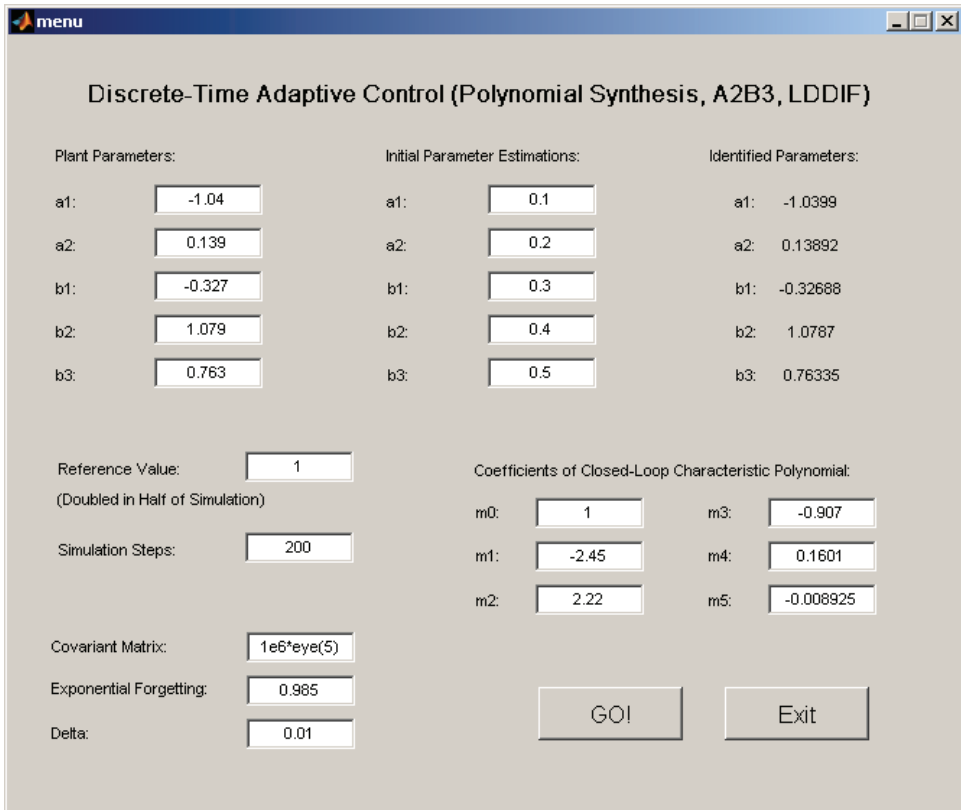 menu
Discrete-Time Adaptive Control (Polynomial Synthesis, A2B3, LDDIF)
Plant Parameters: Initial Parameter Estimations: Identified Parameters:
a1: -1.04 a1: 0.1 a1: -1.0399
a2: 0.139 a2: 0.2 a2: 0.13892
b1: -0.327 b1: 0.3 b1: -0.32688
b2: 1.079 b2: 0.4 b2: 1.0787
b3: 0.763 b3: 0.5 b3: 0.76335
Reference Value: 1
(Doubled in Half of Simulation)
Simulation Steps: 200
Coefficients of Closed-Loop Characteristic Polynomial:
m0: 1 m3: -0.907
m1: -2.45 m4: 0.1601
m2: 2.22 m5: -0.008925
Covariant Matrix: 1e6*eye(5)
Exponential Forgetting: 0.985
Delta: 0.01
GO! Exit